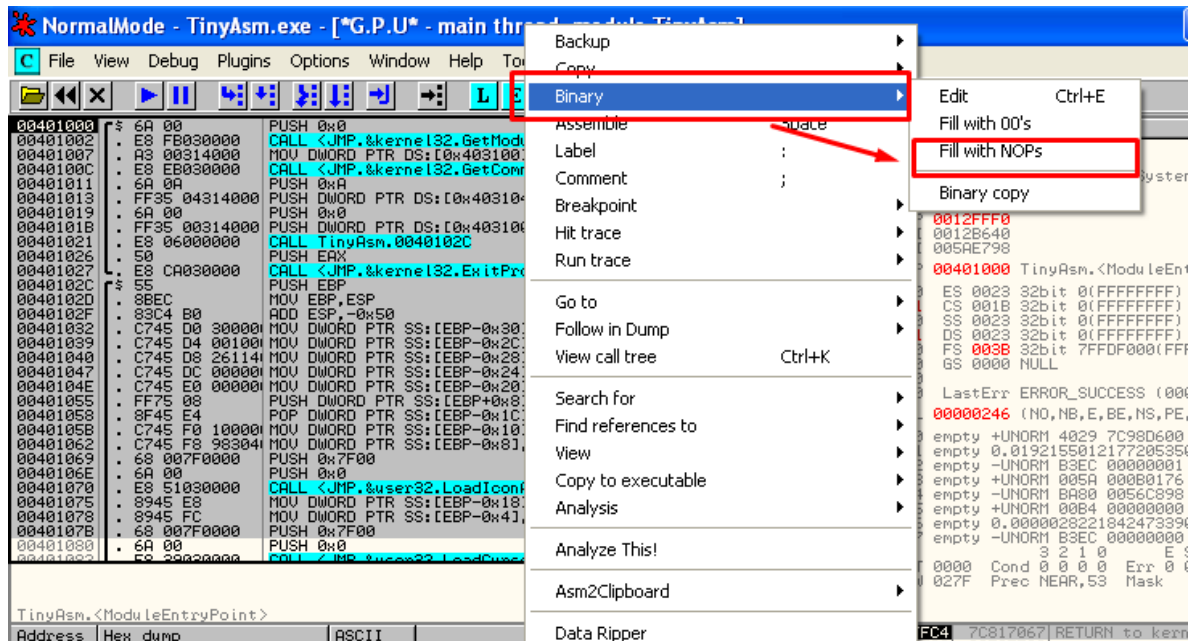 NormalMode - TinyAsm.exe - [*G.P.U* - main thread, module TinyAsm]
C File View Debug Plugins Options Window Help
L E
00401000 $ 6A 00 PUSH 0x0
00401002 . E8 FB030000 CALL <JMP.&kernel32.GetModu
00401007 . A3 00314000 MOV DWORD PTR DS:[0x403100]
0040100C . E8 EB030000 CALL <JMP.&kernel32.GetComm
00401011 . 6A 0A PUSH 0xA
00401013 . FF35 04314000 PUSH DWORD PTR DS:[0x403104
00401019 . 6A 00 PUSH 0x0
0040101B . FF35 00314000 PUSH DWORD PTR DS:[0x403100
00401021 . E8 06000000 CALL TinyAsm.0040102C
00401026 . 50 PUSH EAX
00401027 . E8 CA030000 CALL <JMP.&kernel32.ExitPro
0040102C $ 55 PUSH EBP
0040102D . 8BEC MOV EBP,ESP
0040102F . 83C4 B0 ADD ESP,-0x50
00401032 . C745 D0 30000 MOV DWORD PTR SS:[EBP-0x30]
00401039 . C745 D4 00100 MOV DWORD PTR SS:[EBP-0x2C]
00401040 . C745 D8 26114 MOV DWORD PTR SS:[EBP-0x28]
00401047 . C745 DC 00000 MOV DWORD PTR SS:[EBP-0x24]
0040104E . C745 E0 00000 MOV DWORD PTR SS:[EBP-0x20]
00401055 . FF75 08 PUSH DWORD PTR SS:[EBP+0x8]
00401058 . 8F45 E4 POP DWORD PTR SS:[EBP-0x1C]
0040105B . C745 F0 10000 MOV DWORD PTR SS:[EBP-0x10]
00401062 . C745 F8 98304 MOV DWORD PTR SS:[EBP-0x8],
00401069 . 68 007F0000 PUSH 0x7F00
0040106E . 6A 00 PUSH 0x0
00401070 . E8 51030000 CALL <JMP.&user32.LoadIconA
00401075 . 8945 E8 MOV DWORD PTR SS:[EBP-0x18]
00401078 . 8945 FC MOV DWORD PTR SS:[EBP-0x4],
0040107B . 68 007F0000 PUSH 0x7F00
00401080 . 6A 00 PUSH 0x0
TinyAsm.<ModuleEntryPoint>
Address Hex dump ASCII
Backup
Copy
Binary
Assemble Space
Label :
Comment ;
Breakpoint
Hit trace
Run trace
Go to
Follow in Dump
View call tree Ctrl+K
Search for
Find references to
View
Copy to executable
Analysis
Analyze This!
Asm2Clipboard
Data Ripper
Edit Ctrl+E
Fill with 00's
Fill with NOPs
Binary copy
0012FFF0
0012B640
005AE798
00401000 TinyAsm.<ModuleEnt
ES 0023 32bit 0(FFFFFFFF)
CS 001B 32bit 0(FFFFFFFF)
SS 0023 32bit 0(FFFFFFFF)
DS 0023 32bit 0(FFFFFFFF)
FS 003B 32bit 7FFDF000(FFF
GS 0000 NULL
LastErr ERROR_SUCCESS (000
00000246 (NO,NB,E,BE,NS,PE,
empty +UNORM 4029 7C98D600
empty 0.0192155012177205350
empty -UNORM B3EC 00000001
empty +UNORM 005A 000B0176
empty -UNORM BA80 0056C898
empty +UNORM 00B4 00000000
empty 0.0000028221842473390
empty -UNORM B3EC 00000000
3 2 1 0 E S
0000 Cond 0 0 0 0 Err 0 0
027F Prec NEAR,53 Mask
FC4 7C817067 RETURN to kern